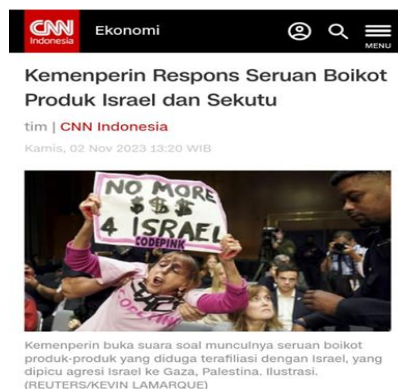 CNN
Indonesia
Ekonomi
MENU
Kemenperin Respons Seruan Boikot
Produk Israel dan Sekutu
tim | CNN Indonesia
Kamis, 02 Nov 2023 13:20 WIB
NO MORE
$$$
4 ISRAEL
CODEPINK
Kemenperin buka suara soal munculnya seruan boikot
produk-produk yang diduga terafiliasi dengan Israel, yang
dipicu agresi Israel ke Gaza, Palestina. Ilustrasi.
(REUTERS/KEVIN LAMARQUE)